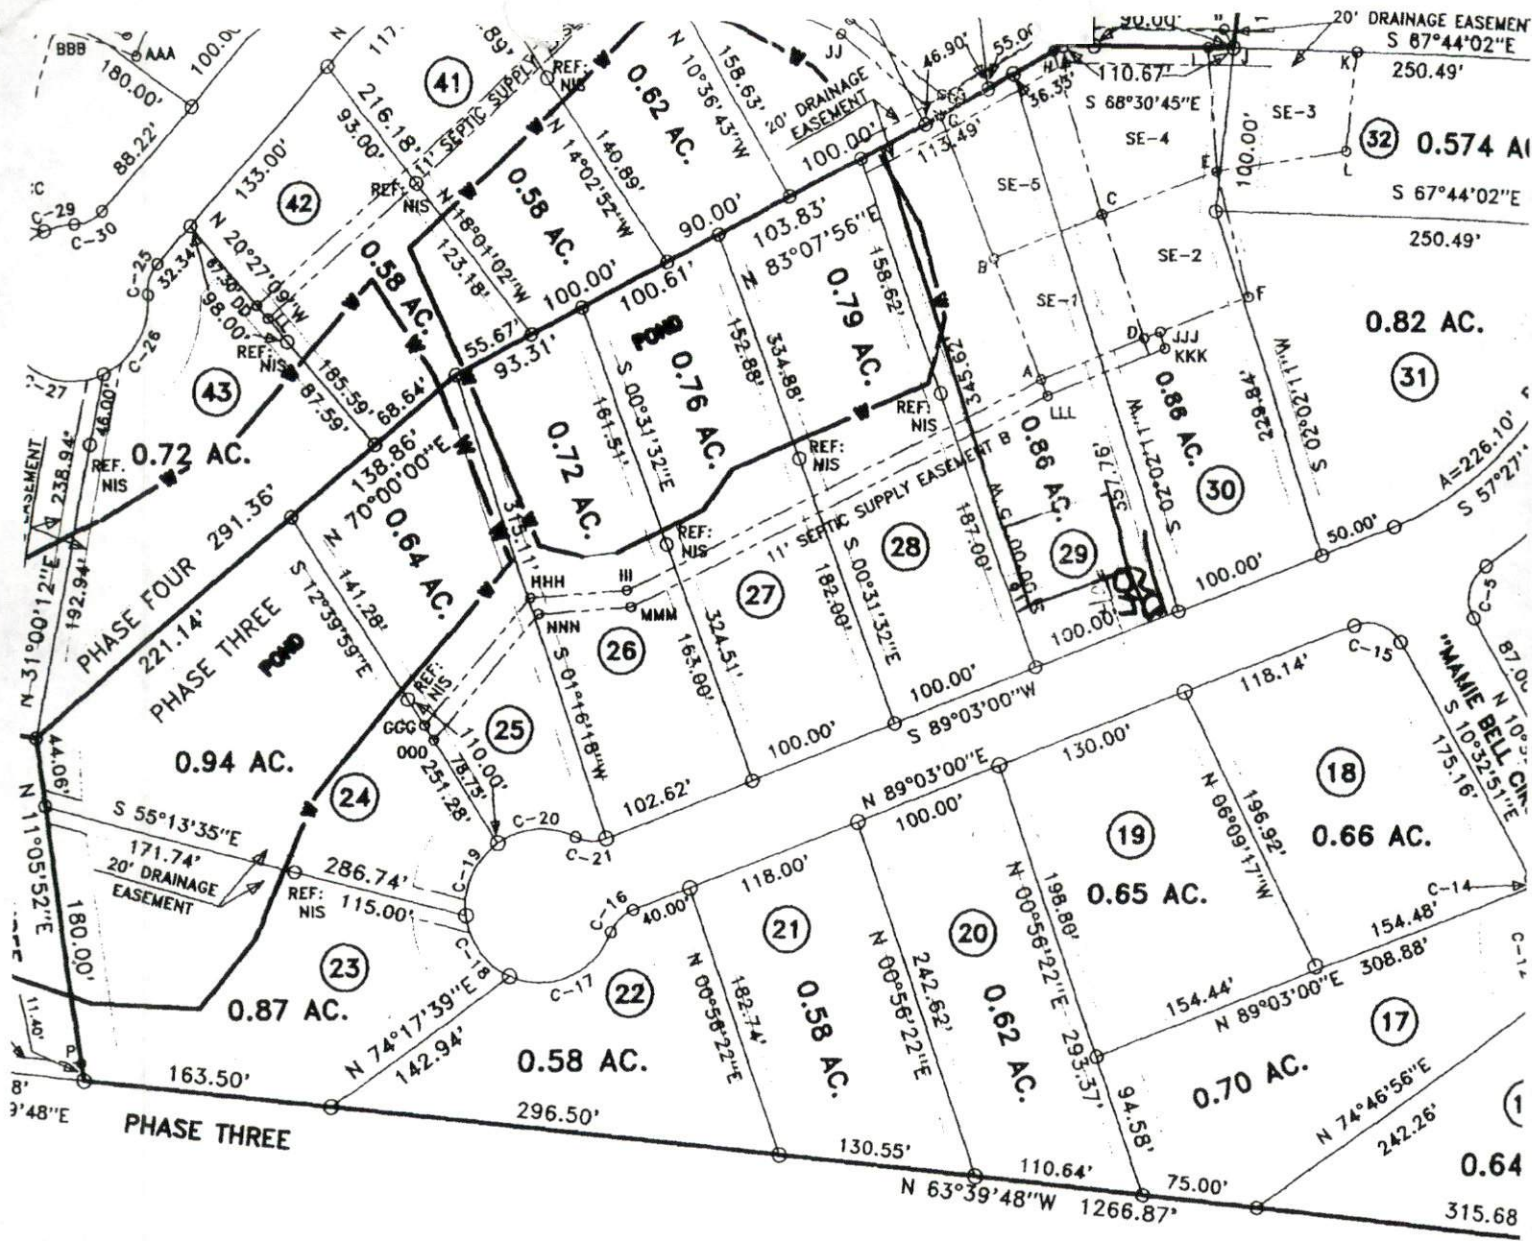 BBB
AAA
180.00'
88.22'
133.00'
216.18'
93.00'
41
11' SEPTIC SUPPLY
REF:
NIS
N 14°02'52"W
140.89'
0.62 AC.
N 10°36'43"W
158.63'
JJ
46.90'
55.00'
20' DRAINAGE
EASEMENT
100.00'
113.49'
36.33'
90.00'
110.67'
S 68°30'45"E
SE-4
20' DRAINAGE EASEMEN
S 67°44'02"E
250.49'
K
J
SE-3
100.00'
E
L
32
0.574 A
S 67°44'02"E
250.49'
C-29
C-30
C-25
32.34'
C-26
42
REF:
NIS
N 20°27'09"W
98.00'
REF:
NIS
185.59'
87.59'
0.58 AC.
N 18°01'02"W
123.18'
0.58 AC.
90.00'
103.83'
83°07'56"E
100.00'
100.61'
55.67'
93.31'
68.64'
138.86'
N 70°00'00"E
SE-5
C
B
SE-1
SE-2
F
D
JJJ
KKK
A
LLL
0.82 AC.
31
43
0.72 AC.
46.00'
REF:
NIS
EASEMENT
238.94'
192.94'
N 31°00'12"E
POND
0.76 AC.
0.72 AC.
S 00°31'32"E
161.51'
N
152.88'
334.88'
0.79 AC.
158.62'
345.62'
REF:
NIS
REF:
NIS
REF:
NIS
11' SEPTIC SUPPLY EASEMENT B
0.86 AC.
29
187.00'
0.86 AC.
30
S 02°02'11"W
229.84'
S 02°02'11"W
A=226.10'
S 57°27'
50.00'
100.00'
100.00'
PHASE FOUR
291.36'
221.14'
PHASE THREE
POND
0.64 AC.
315.11'
S 12°39'59"E
141.28'
HHH
III
NNN
MMM
26
27
28
S 00°31'32"E
182.00'
324.51'
163.00'
S 01°16'18"W
REF:
NIS
GGG
OOO
110.00'
78.73'
251.28'
25
100.00'
S 89°03'00"W
100.00'
102.62'
0.94 AC.
24
44.06'
N 11°05'52"E
S 55°13'35"E
171.74'
286.74'
20' DRAINAGE
EASEMENT
REF:
NIS
115.00'
180.00'
11.40'
P
23
0.87 AC.
C-20
C-21
C-19
C-18
C-17
C-16
40.00'
118.00'
100.00'
N 89°03'00"E
130.00'
118.14'
C-15
C-5
"MAMIE BELL CIR
87.0
S 10°32'51"E
175.16'
18
0.66 AC.
N 06°09'17"W
196.92'
19
0.65 AC.
C-14
154.48'
308.88'
154.44'
N 89°03'00"E
N 00°56'22"E
198.80'
293.37'
94.58'
20
0.62 AC.
N 00°56'22"E
242.62'
21
0.58 AC.
N 00°56'22"E
182.74'
22
0.58 AC.
N 74°17'39"E
142.94'
17
0.70 AC.
N 74°46'56"E
242.26'
0.64
163.50'
296.50'
130.55'
110.64'
75.00'
N 63°39'48"W
1266.87'
315.68
8'
9'48"E
PHASE THREE